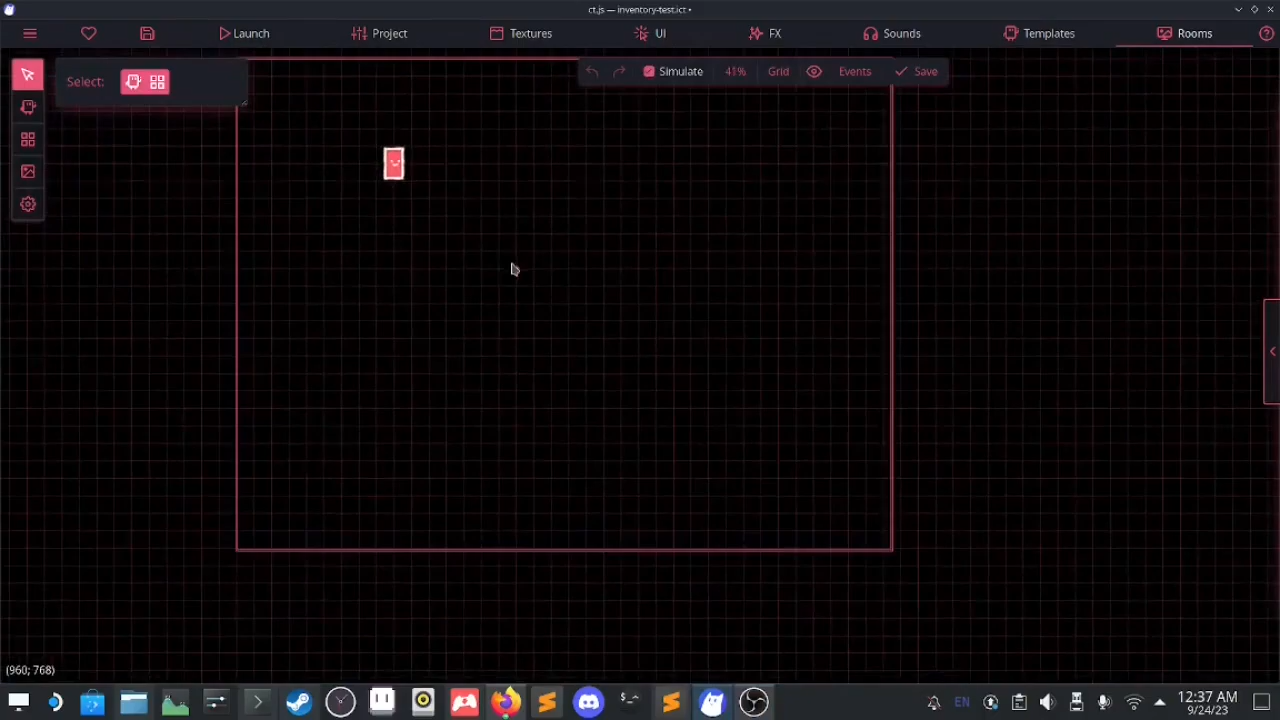 ct.js — inventory-test.ict •
Launch
Project
Textures
UI
FX
Sounds
Templates
Rooms
Select:
Simulate
41%
Grid
Events
Save
(960; 768)
EN
12:37 AM
9/24/23